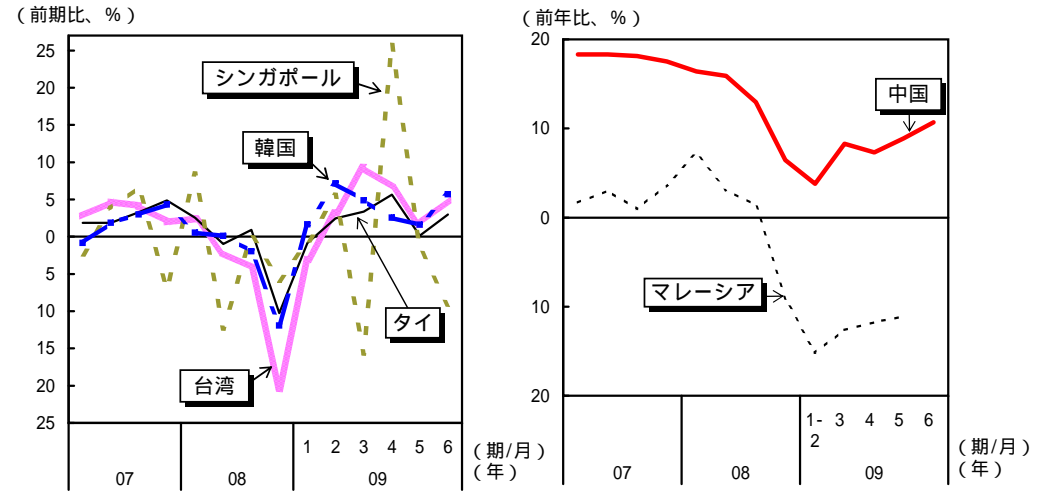 (前期比、%)
25
20
15
10
5
0
5
10
15
20
25
シンガポール
韓国
タイ
台湾
1 2 3 4 5 6
(期/月)
07 08 09
(年)
(前年比、%)
20
10
0
10
20
中国
マレーシア
1-
2
3 4 5 6
(期/月)
07 08 09
(年)